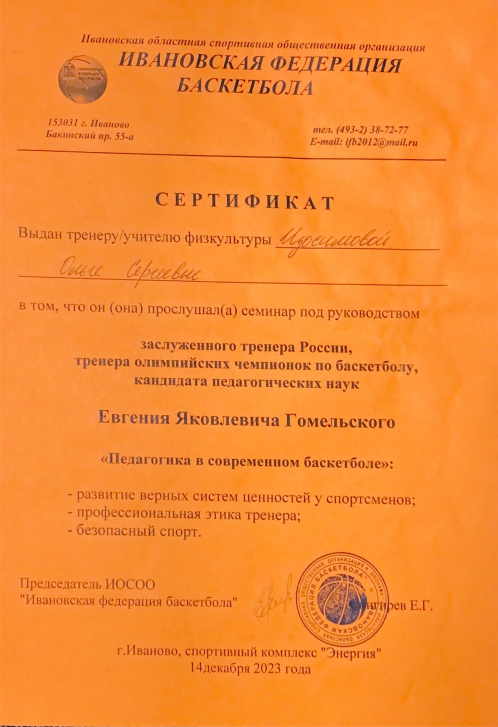 Ивановская областная спортивная общественная организация
ИВАНОВСКАЯ ФЕДЕРАЦИЯ
БАСКЕТБОЛА
153031 г. Иваново
Бакинский пр. 55-а
тел. (493-2) 38-72-77
E-mail: ifb2012@mail.ru
СЕРТИФИКАТ
Выдан тренеру/учителю физкультуры
Ольге Сергеевне
в том, что он (она) прослушал(а) семинар под руководством
заслуженного тренера России,
тренера олимпийских чемпионок по баскетболу,
кандидата педагогических наук
Евгения Яковлевича Гомельского
«Педагогика в современном баскетболе»:
- развитие верных систем ценностей у спортсменов;
- профессиональная этика тренера;
- безопасный спорт.
Председатель ИОСОО
"Ивановская федерация баскетбола"
Е.Г.
г.Иваново, спортивный комплекс "Энергия"
14декабря 2023 года